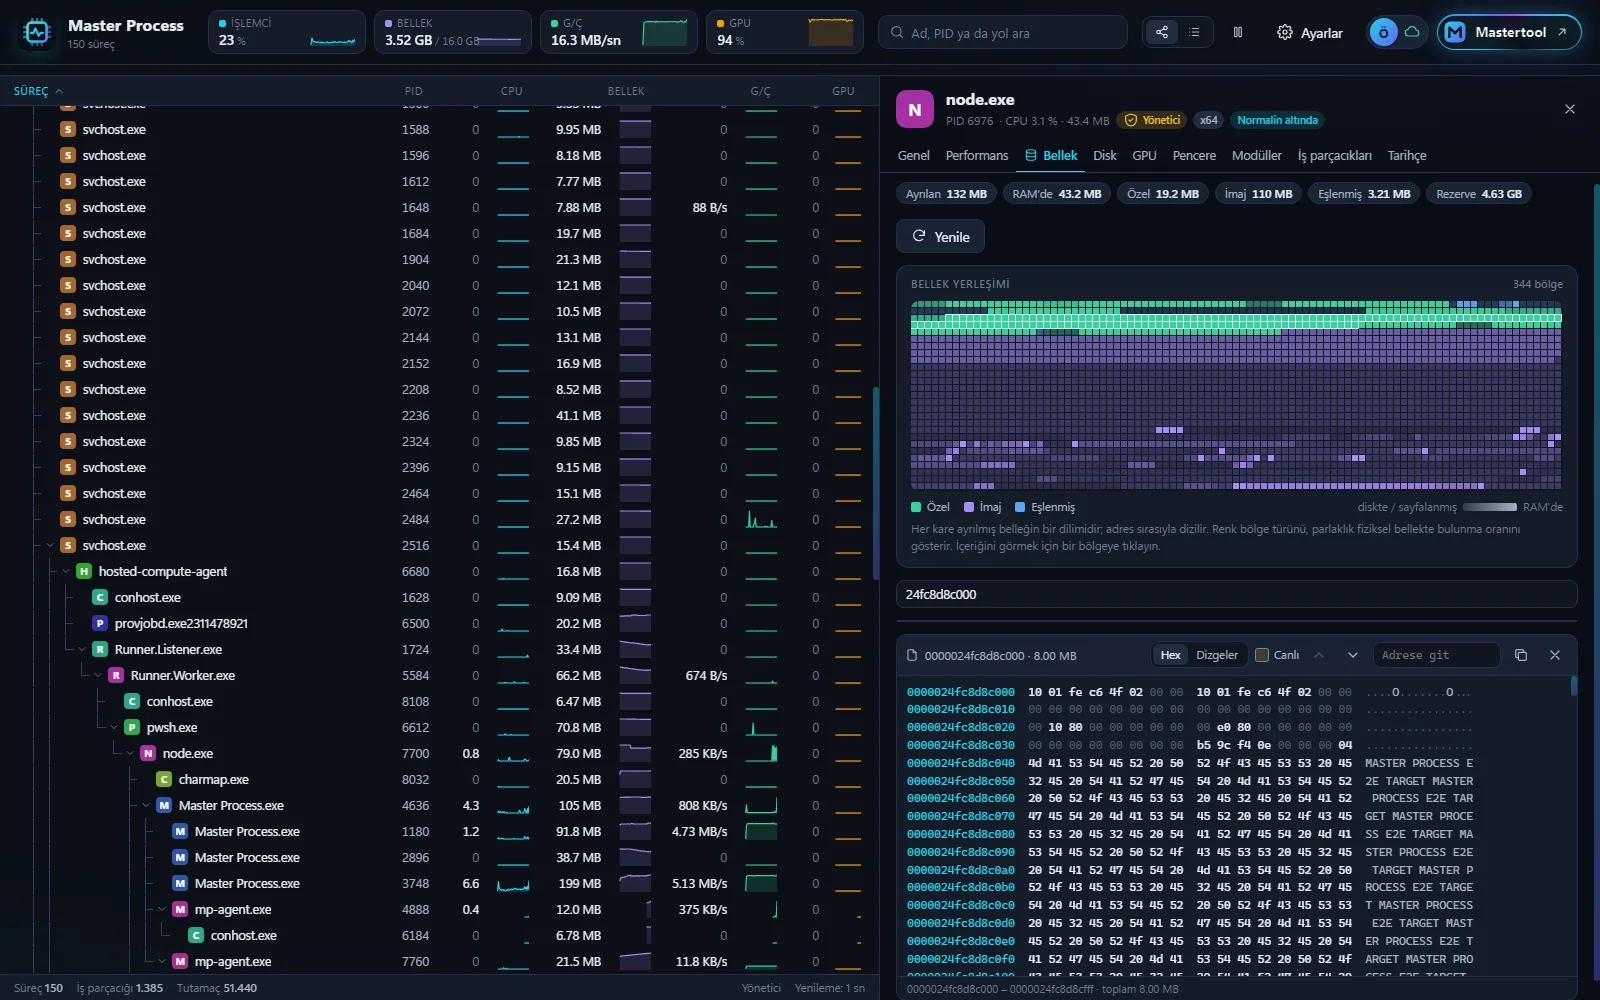 Master Process
150 süreç
İŞLEMCİ
23 %
BELLEK
3.52 GB / 16.0 GB
G/Ç
16.3 MB/sn
GPU
94 %
Ad, PID ya da yol ara
Ayarlar
Ö
Mastertool ↗
SÜREÇ PID CPU BELLEK G/Ç GPU
S svchost.exe 1588 0 9.95 MB 0 0
S svchost.exe 1596 0 8.18 MB 0 0
S svchost.exe 1612 0 7.77 MB 0 0
S svchost.exe 1648 0 7.88 MB 88 B/s 0
S svchost.exe 1684 0 19.7 MB 0 0
S svchost.exe 1904 0 21.3 MB 0 0
S svchost.exe 2040 0 12.1 MB 0 0
S svchost.exe 2072 0 10.5 MB 0 0
S svchost.exe 2144 0 13.1 MB 0 0
S svchost.exe 2152 0 16.9 MB 0 0
S svchost.exe 2208 0 8.52 MB 0 0
S svchost.exe 2236 0 41.1 MB 0 0
S svchost.exe 2324 0 9.85 MB 0 0
S svchost.exe 2396 0 9.15 MB 0 0
S svchost.exe 2464 0 15.1 MB 0 0
S svchost.exe 2484 0 27.2 MB 0 0
S svchost.exe 2516 0 15.4 MB 0 0
H hosted-compute-agent 6680 0 16.8 MB 0 0
C conhost.exe 1628 0 9.09 MB 0 0
P provjobd.exe2311478921 6500 0 20.2 MB 0 0
R Runner.Listener.exe 1724 0 33.4 MB 0 0
R Runner.Worker.exe 5584 0 66.2 MB 674 B/s 0
C conhost.exe 8108 0 6.47 MB 0 0
P pwsh.exe 6612 0 70.8 MB 0 0
N node.exe 7700 0.8 79.0 MB 285 KB/s 0
C charmap.exe 8032 0 20.5 MB 0 0
M Master Process.exe 4636 4.3 105 MB 808 KB/s 0
M Master Process.exe 1180 1.2 91.8 MB 4.73 MB/s 0
M Master Process.exe 2896 0 38.7 MB 0 0
M Master Process.exe 3748 6.6 199 MB 5.13 MB/s 0
M mp-agent.exe 4888 0.4 12.0 MB 375 KB/s 0
C conhost.exe 6184 0 6.78 MB 0 0
M mp-agent.exe 7760 0 21.5 MB 11.8 KB/s 0
Süreç 150 İş parçacığı 1.385 Tutamaç 51.440 Yönetici Yenileme: 1 sn
N
node.exe
PID 6976 · CPU 3.1 % · 43.4 MB Yönetici x64 Normalin altında
Genel Performans Bellek Disk GPU Pencere Modüller İş parçacıkları Tarihçe
Ayrılan 132 MB RAM'de 43.2 MB Özel 19.2 MB İmaj 110 MB Eşlenmiş 3.21 MB Rezerve 4.63 GB
Yenile
BELLEK YERLEŞİMİ 344 bölge
Özel İmaj Eşlenmiş diskte / sayfalanmış RAM'de
Her kare ayrılmış belleğin bir dilimidir; adres sırasıyla dizilir. Renk bölge türünü, parlaklık fiziksel bellekte bulunma oranını
gösterir. İçeriğini görmek için bir bölgeye tıklayın.
24fc8d8c000
0000024fc8d8c000 · 8.00 MB Hex Dizgeler Canlı Adrese git
0000024fc8d8c000 10 01 fe c6 4f 02 00 00 10 01 fe c6 4f 02 00 00 ....O.......O...
0000024fc8d8c010 00 00 00 00 00 00 00 00 00 00 00 00 00 00 00 00 ................
0000024fc8d8c020 00 10 80 00 00 00 00 00 00 e0 80 00 00 00 00 00 ................
0000024fc8d8c030 00 00 00 00 00 00 00 00 b5 9c f4 0e 00 00 00 04 ................
0000024fc8d8c040 4d 41 53 54 45 52 20 50 52 4f 43 45 53 53 20 45 MASTER PROCESS E
0000024fc8d8c050 32 45 20 54 41 52 47 45 54 20 4d 41 53 54 45 52 2E TARGET MASTER
0000024fc8d8c060 20 50 52 4f 43 45 53 53 20 45 32 45 20 54 41 52 PROCESS E2E TAR
0000024fc8d8c070 47 45 54 20 4d 41 53 54 45 52 20 50 52 4f 43 45 GET MASTER PROCE
0000024fc8d8c080 53 53 20 45 32 45 20 54 41 52 47 45 54 20 4d 41 SS E2E TARGET MA
0000024fc8d8c090 53 54 45 52 20 50 52 4f 43 45 53 53 20 45 32 45 STER PROCESS E2E
0000024fc8d8c0a0 20 54 41 52 47 45 54 20 4d 41 53 54 45 52 20 50 TARGET MASTER P
0000024fc8d8c0b0 52 4f 43 45 53 53 20 45 32 45 20 54 41 52 47 45 ROCESS E2E TARGE
0000024fc8d8c0c0 54 20 4d 41 53 54 45 52 20 50 52 4f 43 45 53 53 T MASTER PROCESS
0000024fc8d8c0d0 20 45 32 45 20 54 41 52 47 45 54 20 4d 41 53 54 E2E TARGET MAST
0000024fc8d8c0e0 45 52 20 50 52 4f 43 45 53 53 20 45 32 45 20 54 ER PROCESS E2E T
0000024fc8d8c0f0 41 52 47 45 54 20 4d 41 53 54 45 52 20 50 52 4f ARGET MASTER PRO
0000024fc8d8c000 – 0000024fc8d8cfff · toplam 8.00 MB